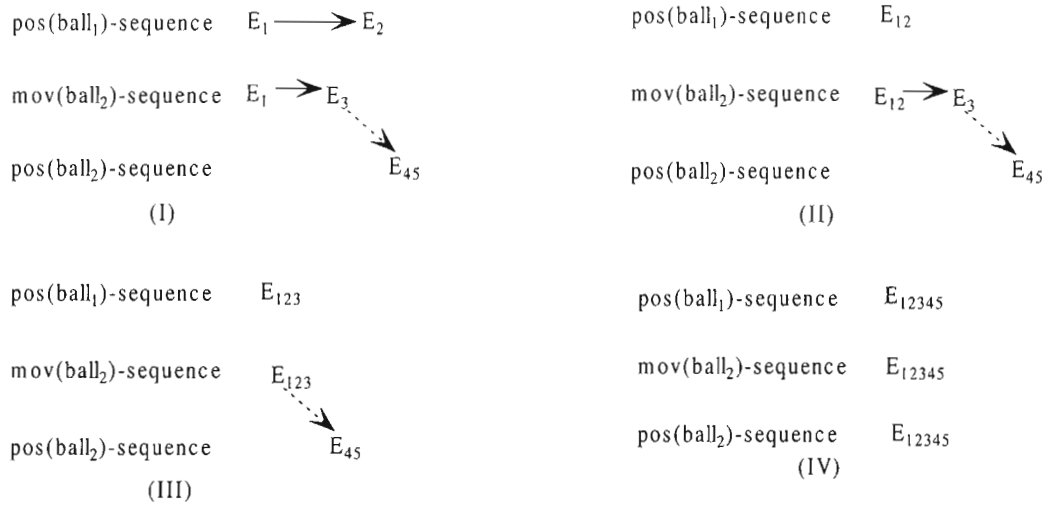 pos(ball₁)-sequence E₁ E₂
mov(ball₂)-sequence E₁ E₃
E₄₅
pos(ball₂)-sequence
(I)
pos(ball₁)-sequence E₁₂
mov(ball₂)-sequence E₁₂ E₃
E₄₅
pos(ball₂)-sequence
(II)
pos(ball₁)-sequence E₁₂₃
mov(ball₂)-sequence E₁₂₃
pos(ball₂)-sequence E₄₅
(III)
pos(ball₁)-sequence E₁₂₃₄₅
mov(ball₂)-sequence E₁₂₃₄₅
pos(ball₂)-sequence E₁₂₃₄₅
(IV)